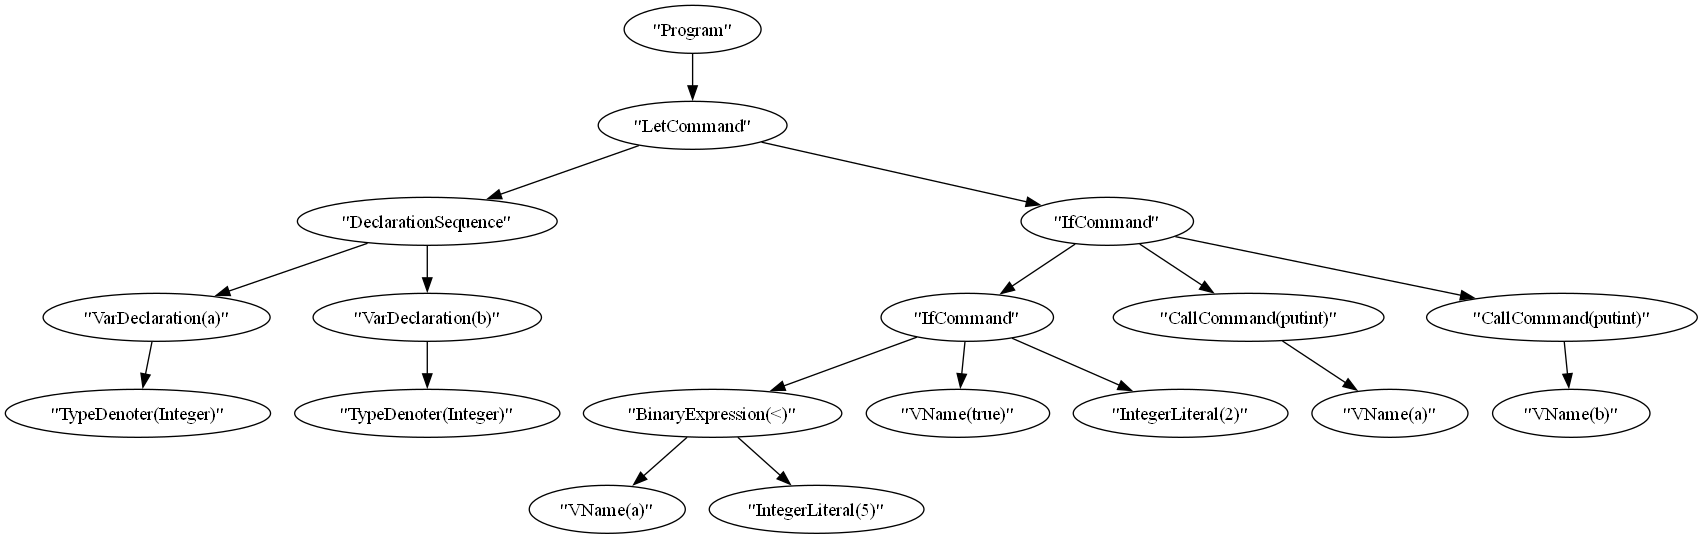 "Program"
"LetCommand"
"DeclarationSequence"
"IfCommand"
"VarDeclaration(a)"
"VarDeclaration(b)"
"IfCommand"
"CallCommand(putint)"
"CallCommand(putint)"
"TypeDenoter(Integer)"
"TypeDenoter(Integer)"
"BinaryExpression(<)"
"VName(true)"
"IntegerLiteral(2)"
"VName(a)"
"VName(b)"
"VName(a)"
"IntegerLiteral(5)"